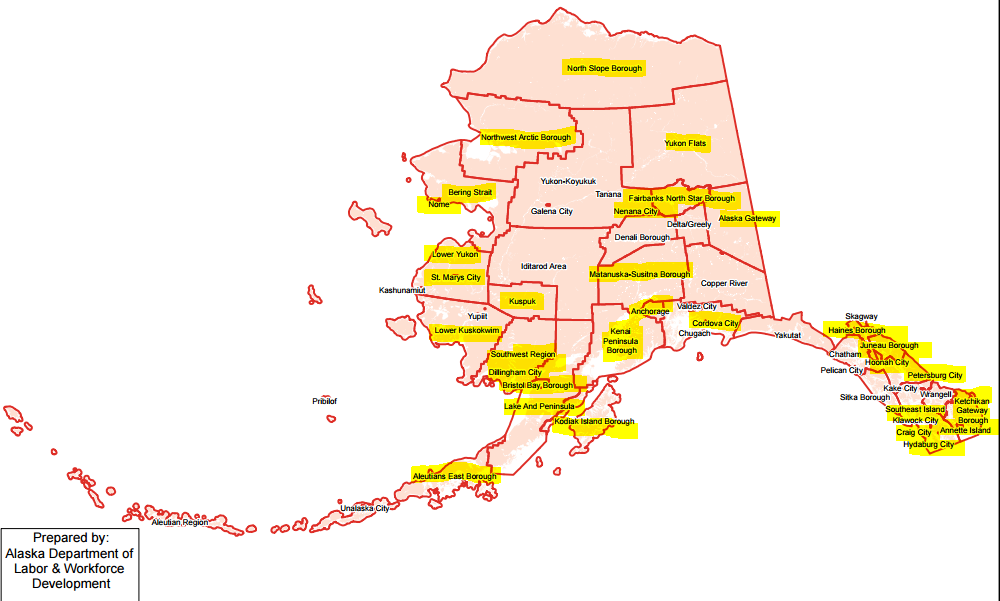 North Slope Borough
Northwest Arctic Borough
Yukon Flats
Yukon-Koyukuk
Bering Strait
Tanana
Fairbanks North Star Borough
Nome
Galena City
Nenana City
Alaska Gateway
Delta/Greely
Denali Borough
Lower Yukon
Iditarod Area
Matanuska-Susitna Borough
St. Marys City
Copper River
Kashunamiut
Kuspuk
Valdez City
Anchorage
Yupiit
Skagway
Cordova City
Lower Kuskokwim
Haines Borough
Kenai
Peninsula
Borough
Chugach
Yakutat
Juneau Borough
Southwest Region
Chatham
Hoonah City
Dillingham City
Pelican City
Petersburg City
Bristol Bay Borough
Kake City
Wrangell
Sitka Borough
Pribilof
Lake And Peninsula
Ketchikan
Gateway
Borough
Southeast Island
Kodiak Island Borough
Klawock City
Annette Island
Craig City
Hydaburg City
Aleutians East Borough
Unalaska City
Aleutian Region
Prepared by:
Alaska Department of
Labor & Workforce
Development